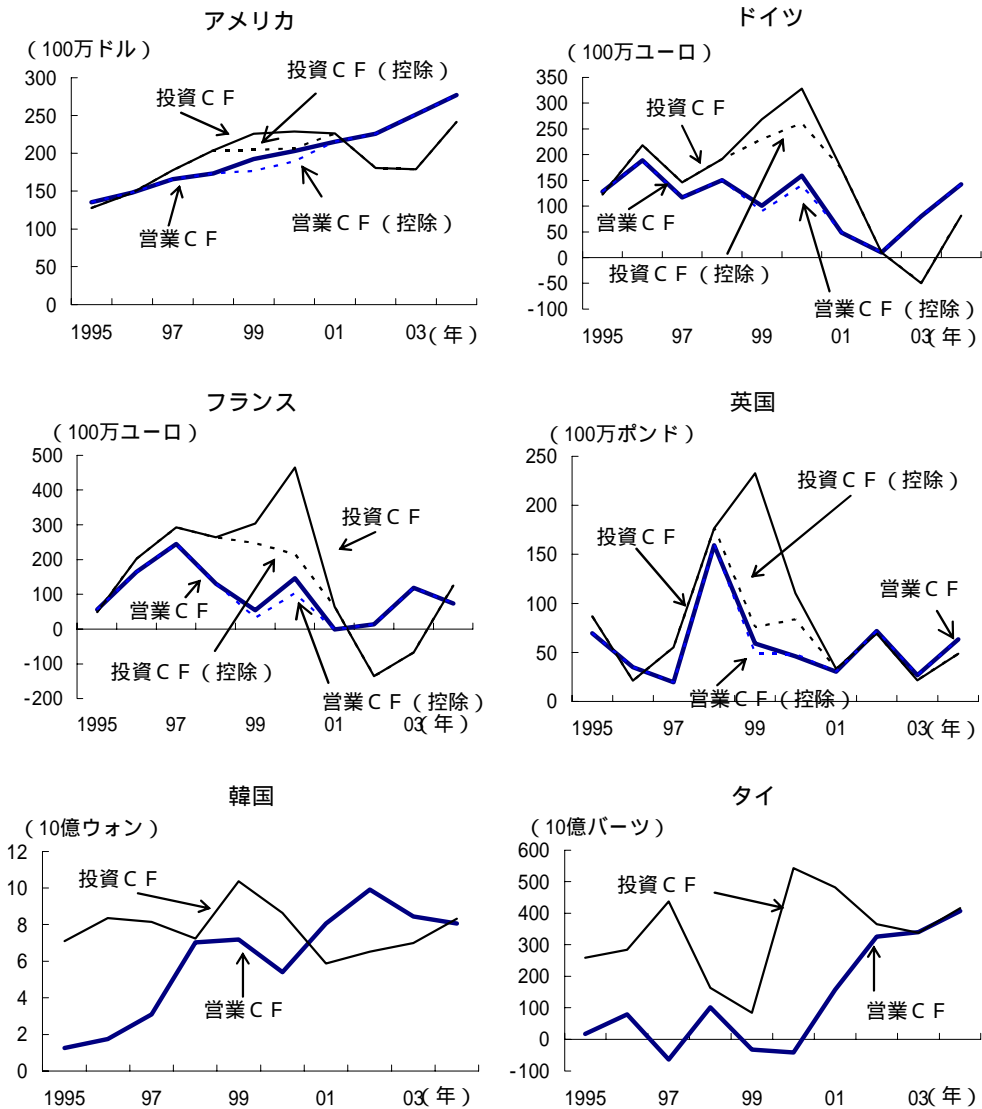 アメリカ
（100万ドル）
300
250
200
150
100
50
0
投資ＣＦ（控除）
投資ＣＦ
営業ＣＦ
営業ＣＦ（控除）
1995 97 99 01 03（年）
ドイツ
（100万ユーロ）
350
300
250
200
150
100
50
0
-50
-100
投資ＣＦ
営業ＣＦ
投資ＣＦ（控除）
営業ＣＦ（控除）
1995 97 99 01 03（年）
フランス
（100万ユーロ）
500
400
300
200
100
0
-100
-200
投資ＣＦ
営業ＣＦ
投資ＣＦ（控除）
営業ＣＦ（控除）
1995 97 99 01 03（年）
英国
（100万ポンド）
250
200
150
100
50
0
投資ＣＦ（控除）
投資ＣＦ
営業ＣＦ
営業ＣＦ（控除）
1995 97 99 01 03（年）
韓国
（10億ウォン）
12
10
8
6
4
2
0
投資ＣＦ
営業ＣＦ
1995 97 99 01 03（年）
タイ
（10億バーツ）
600
500
400
300
200
100
0
-100
投資ＣＦ
営業ＣＦ
1995 97 99 01 03（年）